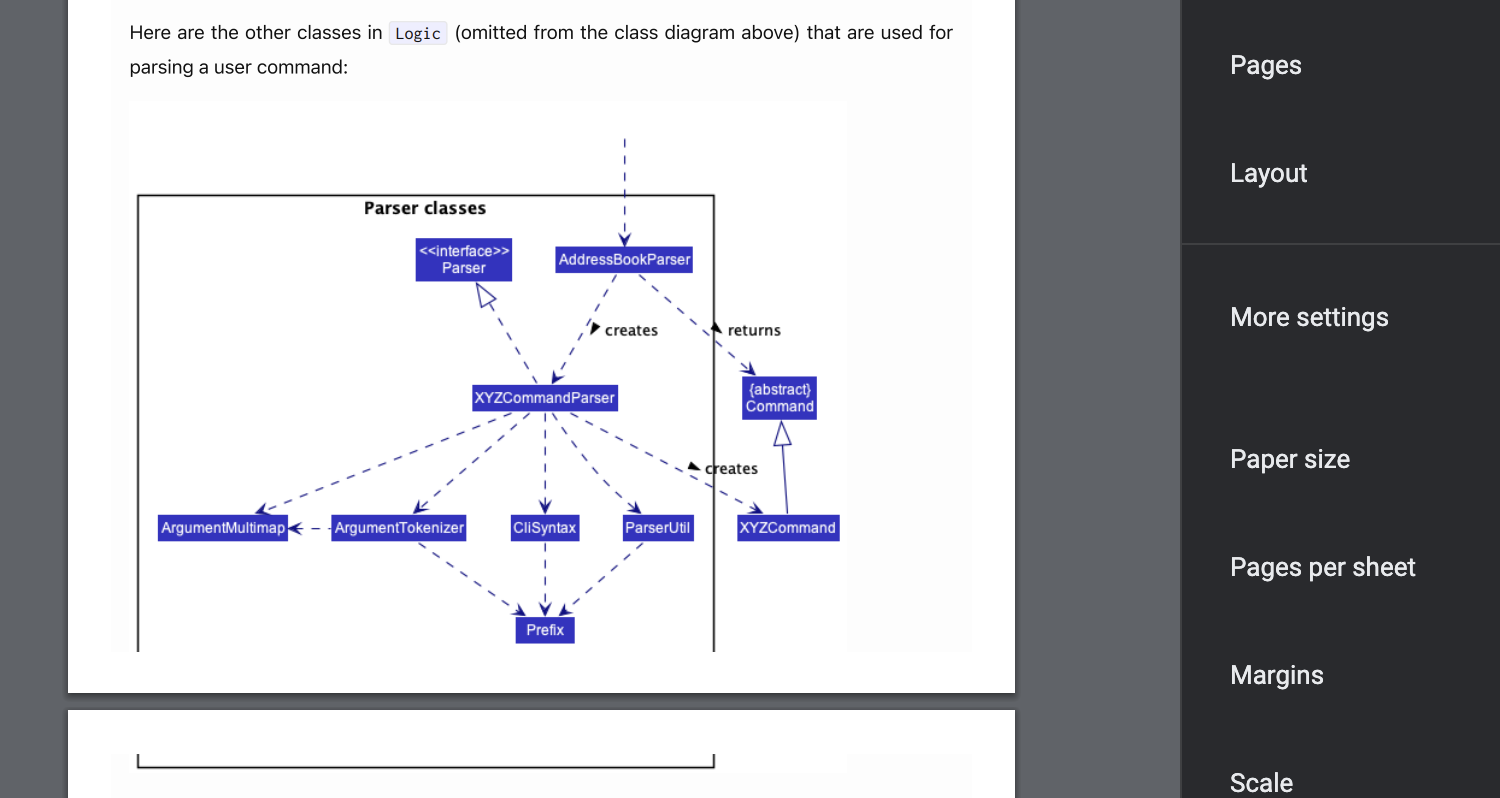 Here are the other classes in Logic (omitted from the class diagram above) that are used for
parsing a user command:
Parser classes
<<interface>>
Parser
AddressBookParser
creates
returns
XYZCommandParser
{abstract}
Command
creates
ArgumentMultimap
ArgumentTokenizer
CliSyntax
ParserUtil
XYZCommand
Prefix
Pages
Layout
More settings
Paper size
Pages per sheet
Margins
Scale